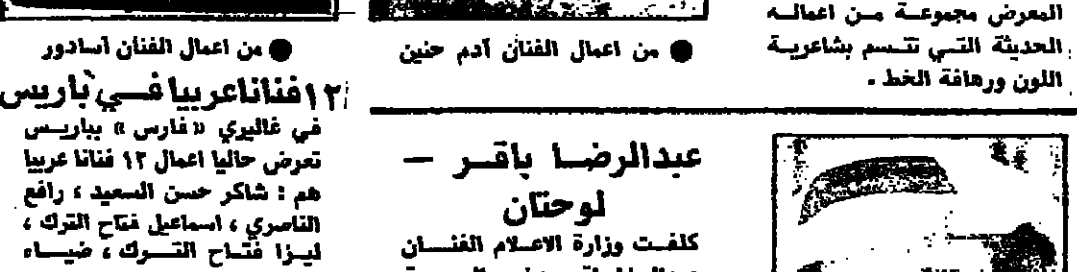 المعرض مجموعة من اعماله
الحديثة التي تتسم بشاعرية
اللون ورهافة الخط .
● من اعمال الفنان آدم حنين
عبدالرضا باقر —
لوحتان
كلفت وزارة الاعلام الفنان
● من اعمال الفنان آسادور
١٢ فنانا عربيا في باريس
في غاليري « فارس » بباريس
تعرض حاليا اعمال ١٢ فنانا عربيا
هم : شاكر حسن السعيد ، رافع
الناصري ، اسماعيل فتاح الترك ،
ليزا فتاح الترك ، ضياء